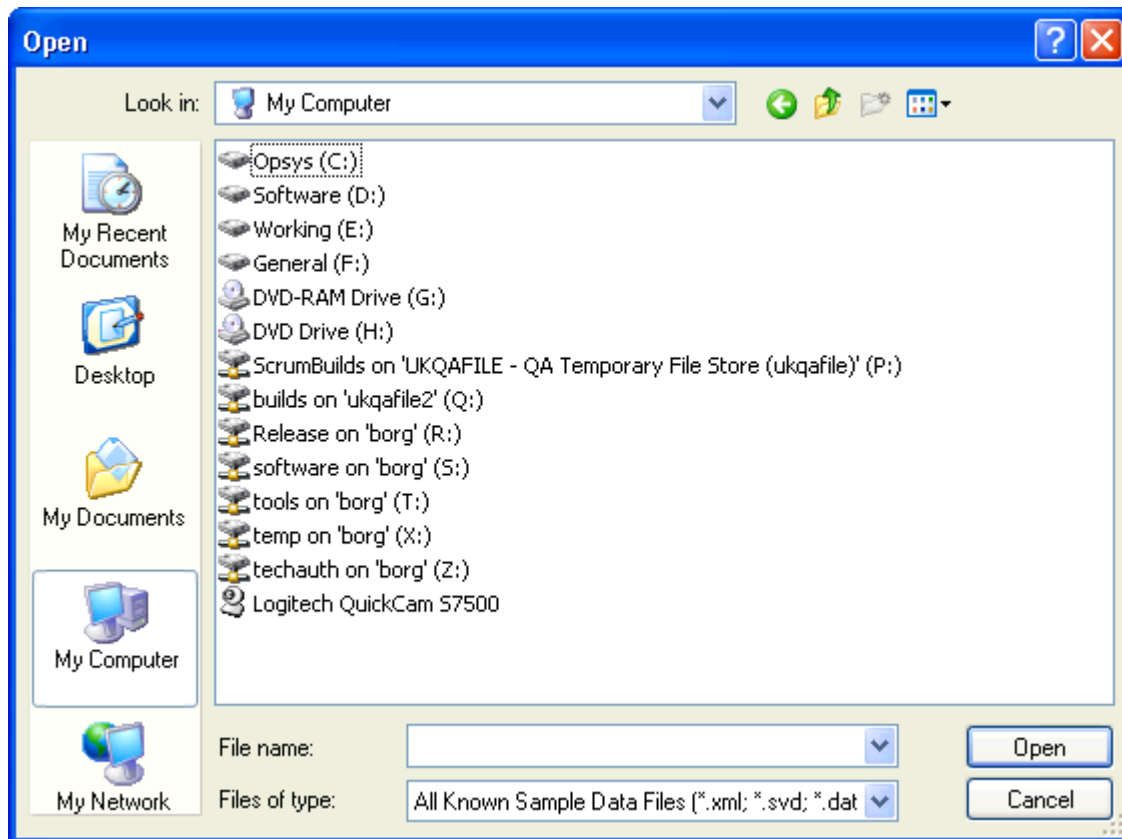 Open
Look in: My Computer
My Recent
Documents
Desktop
My Documents
My Computer
My Network
Opsys (C:)
Software (D:)
Working (E:)
General (F:)
DVD-RAM Drive (G:)
DVD Drive (H:)
ScrumBuilds on 'UKQAFILE - QA Temporary File Store (ukqafile)' (P:)
builds on 'ukqafile2' (Q:)
Release on 'borg' (R:)
software on 'borg' (S:)
tools on 'borg' (T:)
temp on 'borg' (X:)
techauth on 'borg' (Z:)
Logitech QuickCam S7500
File name:
Open
Files of type: All Known Sample Data Files (*.xml; *.svd; *.dat
Cancel